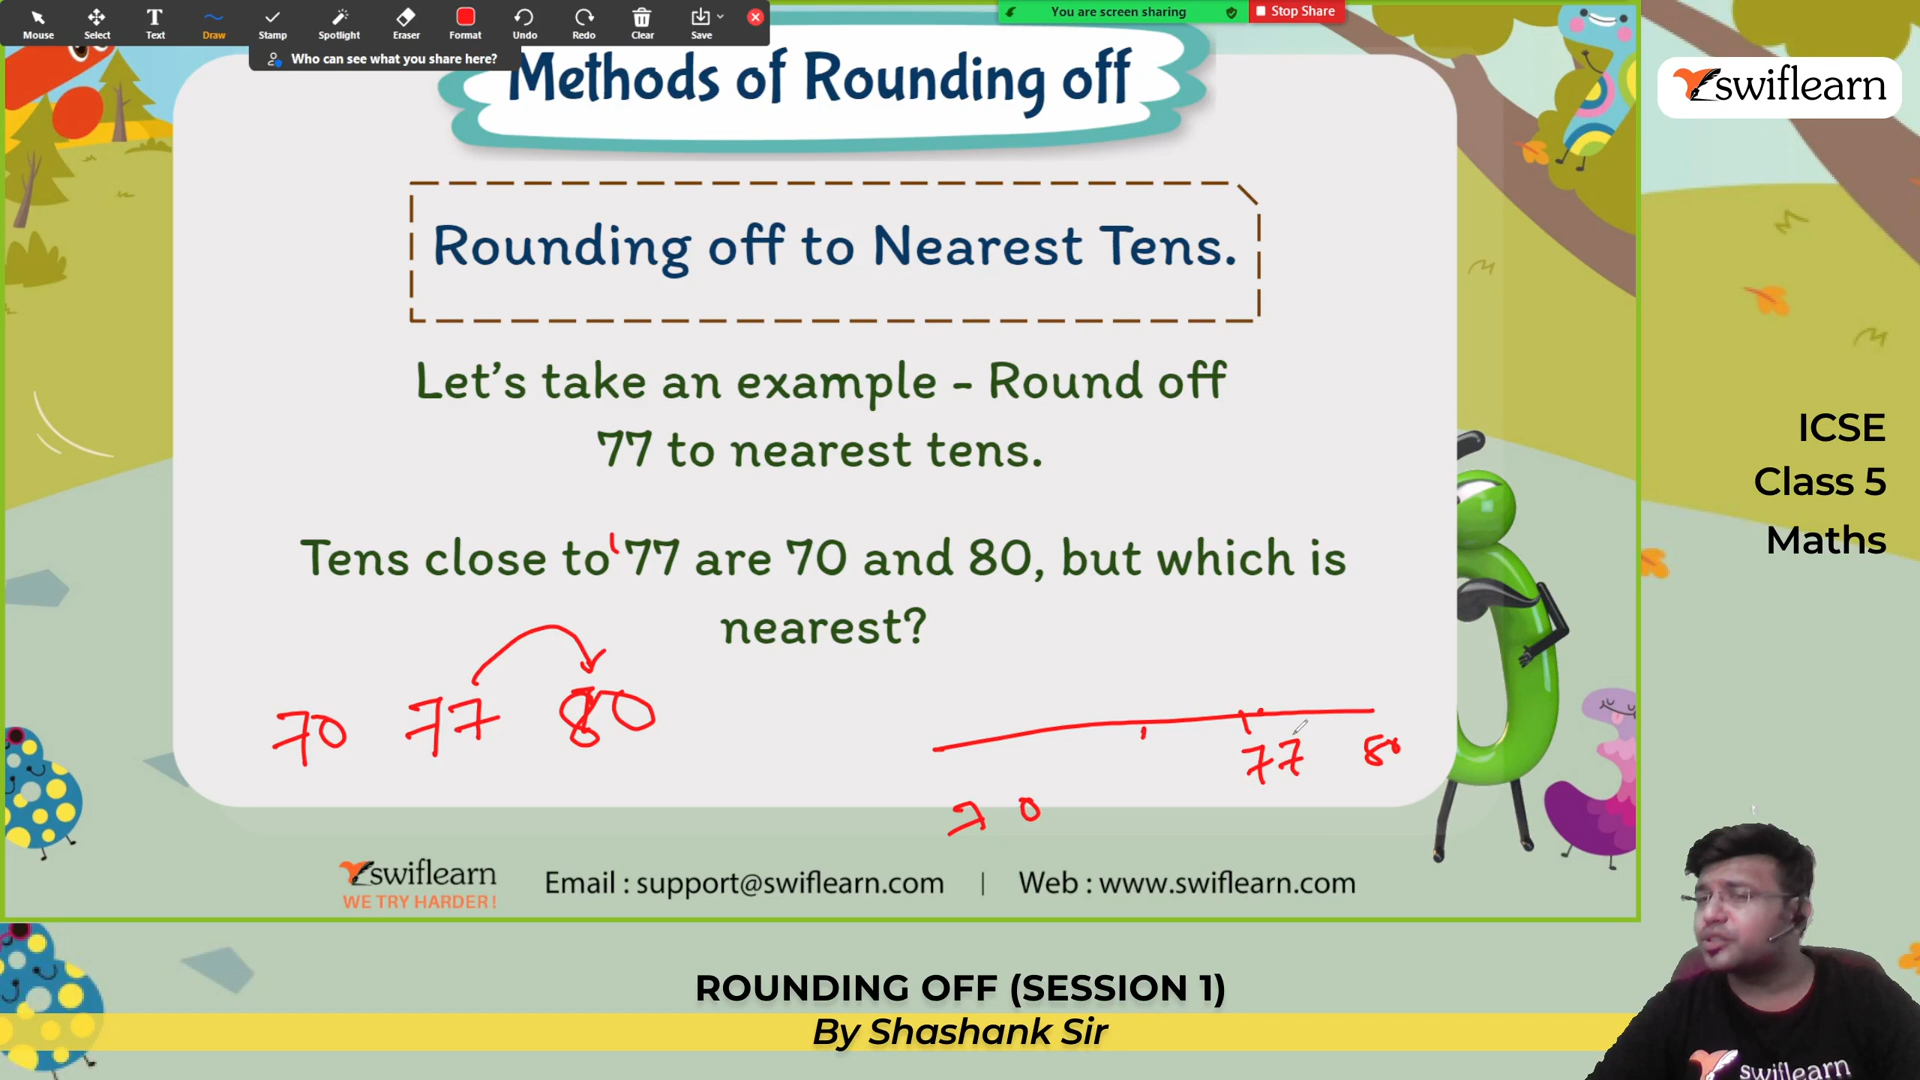 Mouse Select Text Draw Stamp Spotlight Eraser Format Undo Redo Clear Save
You are screen sharing Stop Share
Who can see what you share here?
Methods of Rounding off
swiflearn
Rounding off to Nearest Tens.
Let's take an example - Round off
77 to nearest tens.
ICSE
Class 5
Maths
Tens close to 77 are 70 and 80, but which is
nearest?
70 77 80
77 80
70
swiflearn
WE TRY HARDER!
Email : support@swiflearn.com | Web : www.swiflearn.com
ROUNDING OFF (SESSION 1)
By Shashank Sir
swiflearn